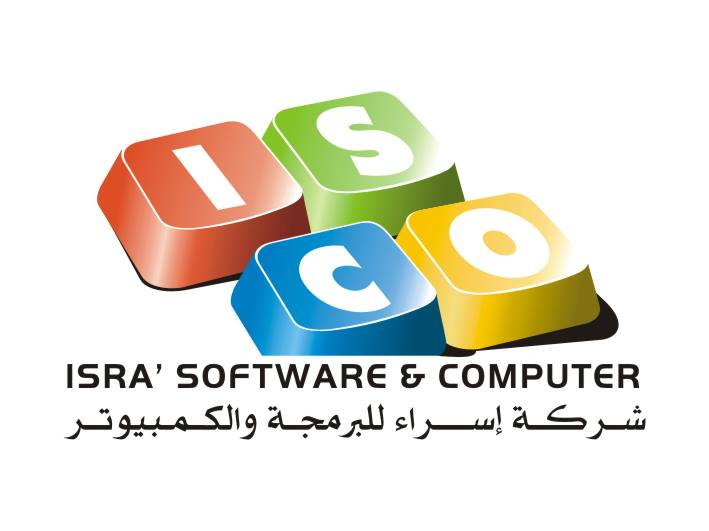 IS
CO
ISRA' SOFTWARE & COMPUTER
شركة إسراء للبرمجة والكمبيوتر